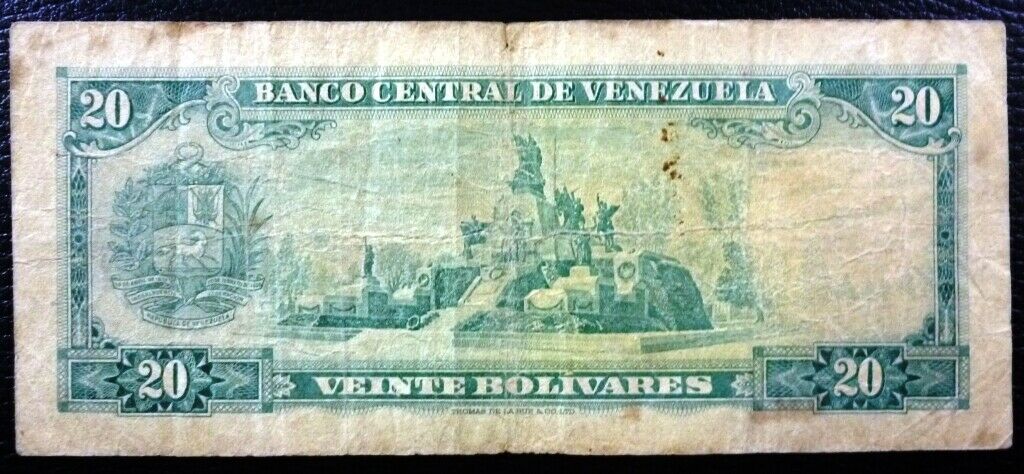 BANCO CENTRAL DE VENEZUELA
20
20
20
VEINTE BOLIVARES
20
THOMAS DE LA RUE & CO. LTD.